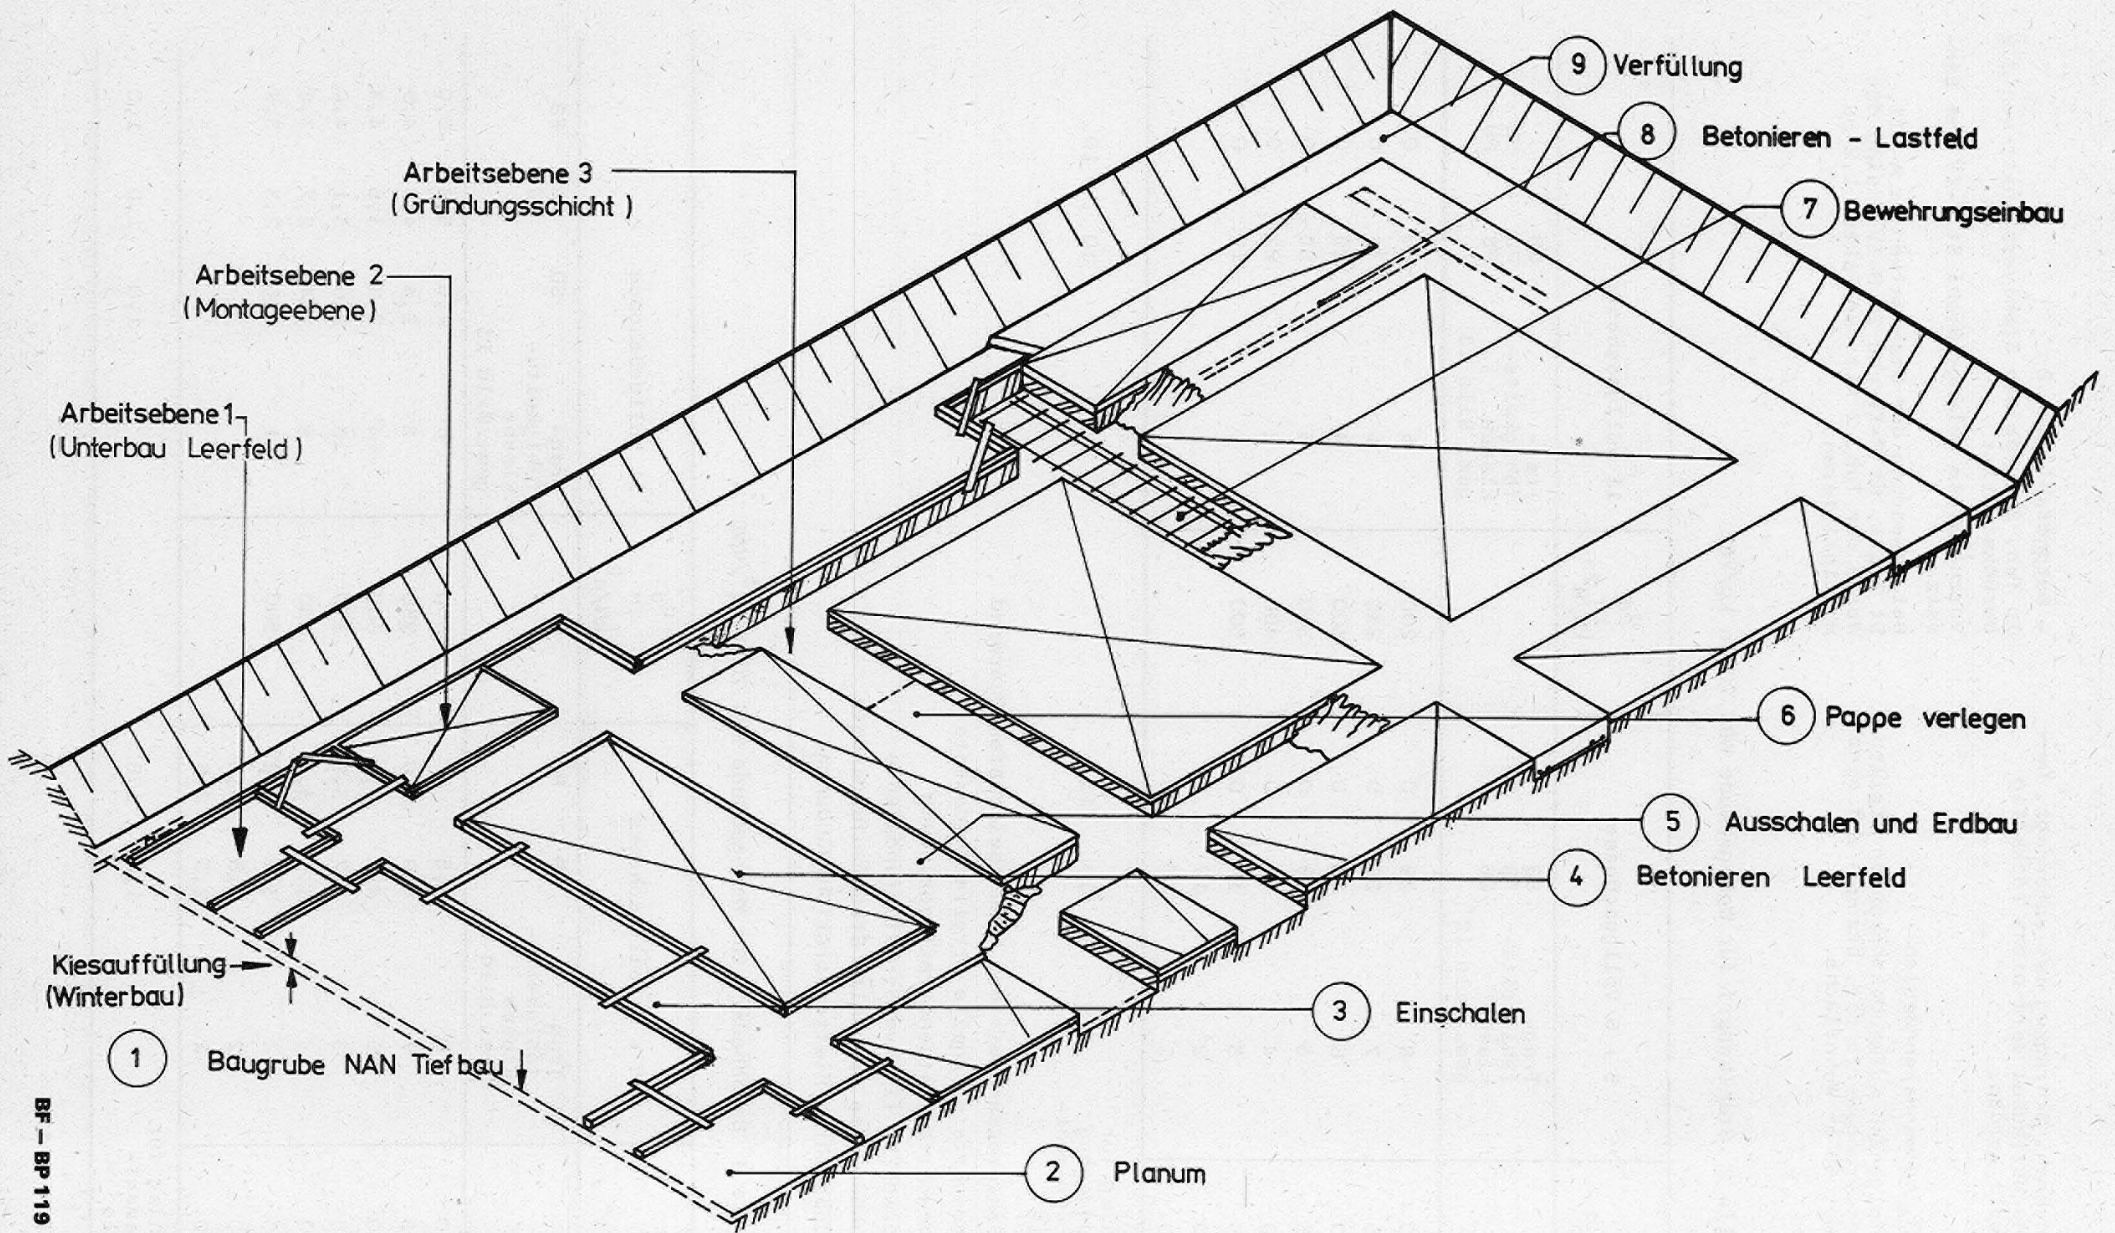 9 Verfüllung
8 Betonieren - Lastfeld
7 Bewehrungseinbau
Arbeitsebene 3
(Gründungsschicht)
Arbeitsebene 2
(Montageebene)
Arbeitsebene 1
(Unterbau Leerfeld)
6 Pappe verlegen
5 Ausschalen und Erdbau
4 Betonieren Leerfeld
Kiesauffüllung
(Winterbau)
3 Einschalen
1 Baugrube NAN Tiefbau
2 Planum
BF - BP 119